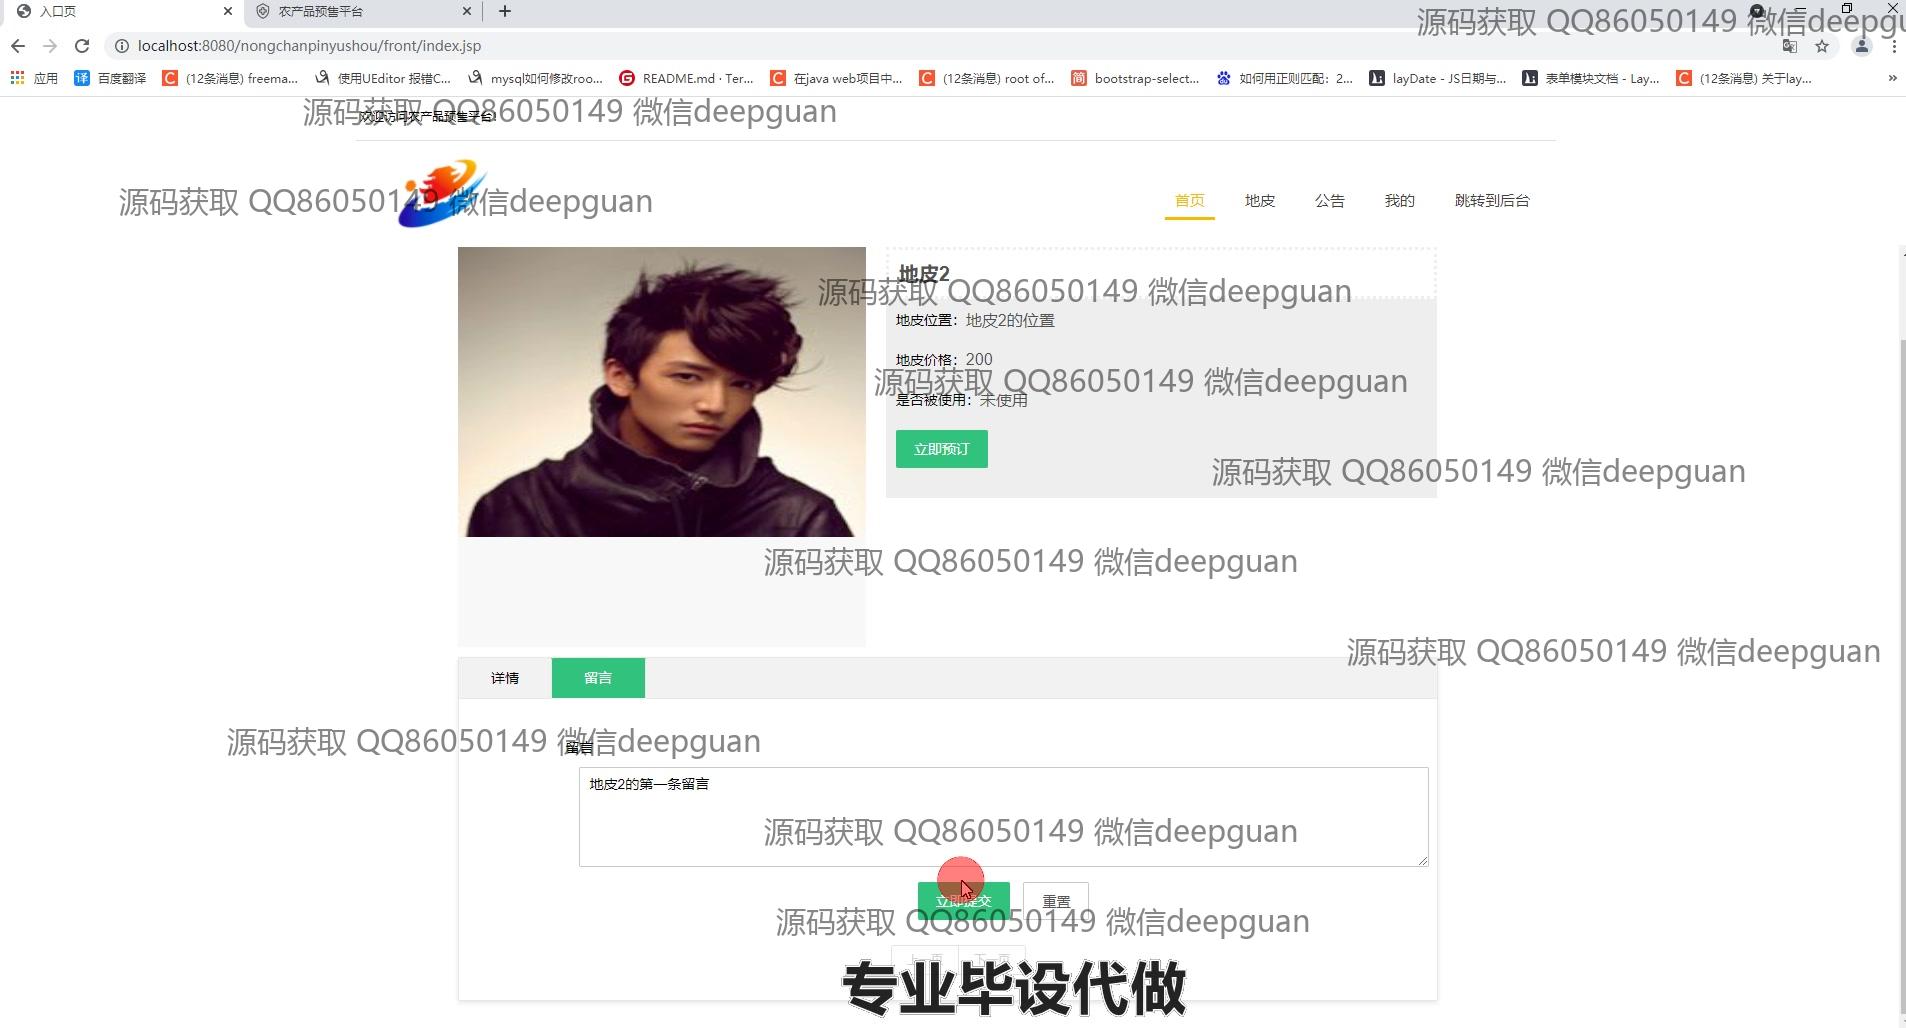 入口页
农产品预售平台
源码获取 QQ86050149 微信deepgu
localhost:8080/nongchanpinyushou/front/index.jsp
应用 百度翻译 (12条消息) freema... 使用UEditor 报错C... mysql如何修改roo... README.md · Ter... 在java web项目中... (12条消息) root of... bootstrap-select... 如何用正则匹配：2... layDate - JS日期与... 表单模块文档 - Lay... (12条消息) 关于lay...
源码获取 QQ86050149 微信deepguan
欢迎访问农产品预售平台！
源码获取 QQ86050149 微信deepguan
首页 地皮 公告 我的 跳转到后台
地皮2
源码获取 QQ86050149 微信deepguan
地皮位置： 地皮2的位置
地皮价格： 200
源码获取 QQ86050149 微信deepguan
是否被使用： 未使用
立即预订
源码获取 QQ86050149 微信deepguan
源码获取 QQ86050149 微信deepguan
源码获取 QQ86050149 微信deepguan
详情 留言
源码获取 QQ86050149 微信deepguan
留言
地皮2的第一条留言
源码获取 QQ86050149 微信deepguan
立即提交 重置
源码获取 QQ86050149 微信deepguan
上一页 下一页
专业毕设代做